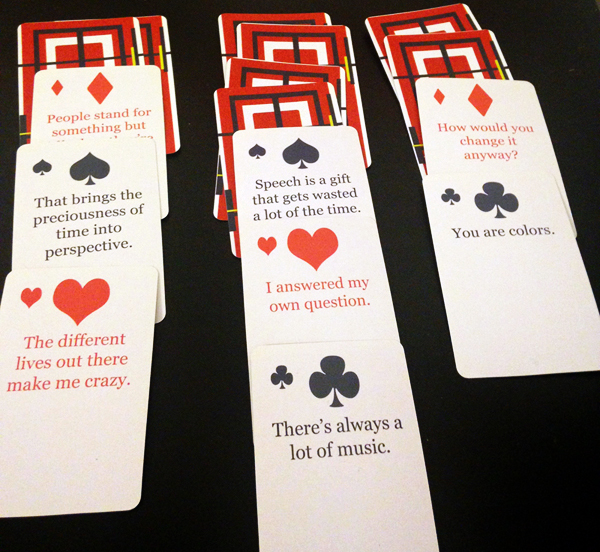 People stand for
something but
That brings the
preciousness of
time into
perspective.
The different
lives out there
make me crazy.
Speech is a gift
that gets wasted
a lot of the time.
I answered my
own question.
There's always a
lot of music.
How would you
change it
anyway?
You are colors.